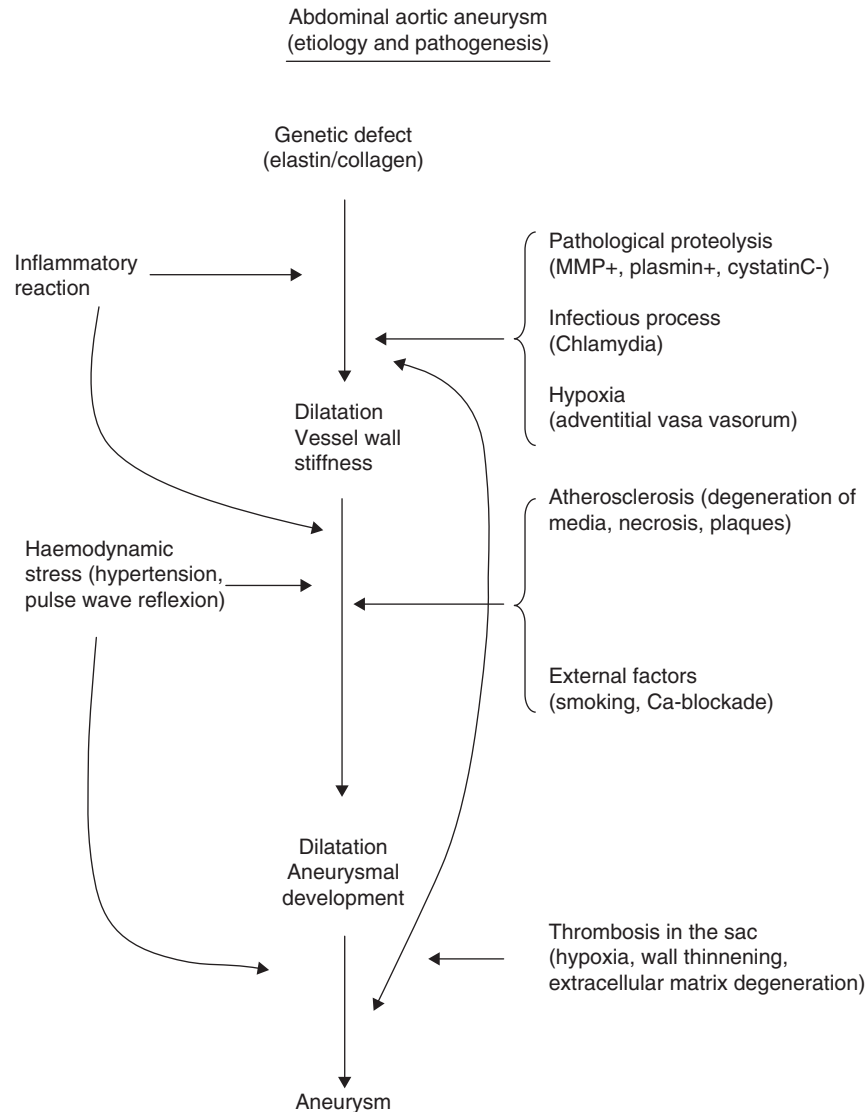 Abdominal aortic aneurysm
(etiology and pathogenesis)
Genetic defect
(elastin/collagen)
Inflammatory
reaction
Pathological proteolysis
(MMP+, plasmin+, cystatinC-)
Infectious process
(Chlamydia)
Hypoxia
(adventitial vasa vasorum)
Dilatation
Vessel wall
stiffness
Atherosclerosis (degeneration of
media, necrosis, plaques)
Haemodynamic
stress (hypertension,
pulse wave reflexion)
External factors
(smoking, Ca-blockade)
Dilatation
Aneurysmal
development
Thrombosis in the sac
(hypoxia, wall thinnening,
extracellular matrix degeneration)
Aneurysm